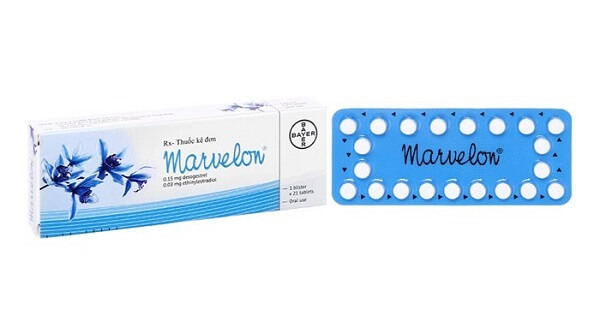 Rx- Thuốc kê đơn
Marvelon®
0.15 mg desogestrel
0.03 mg ethinylestradiol
BAYER
BAYER
1 blister
x 21 tablets
Oral use
Marvelon®